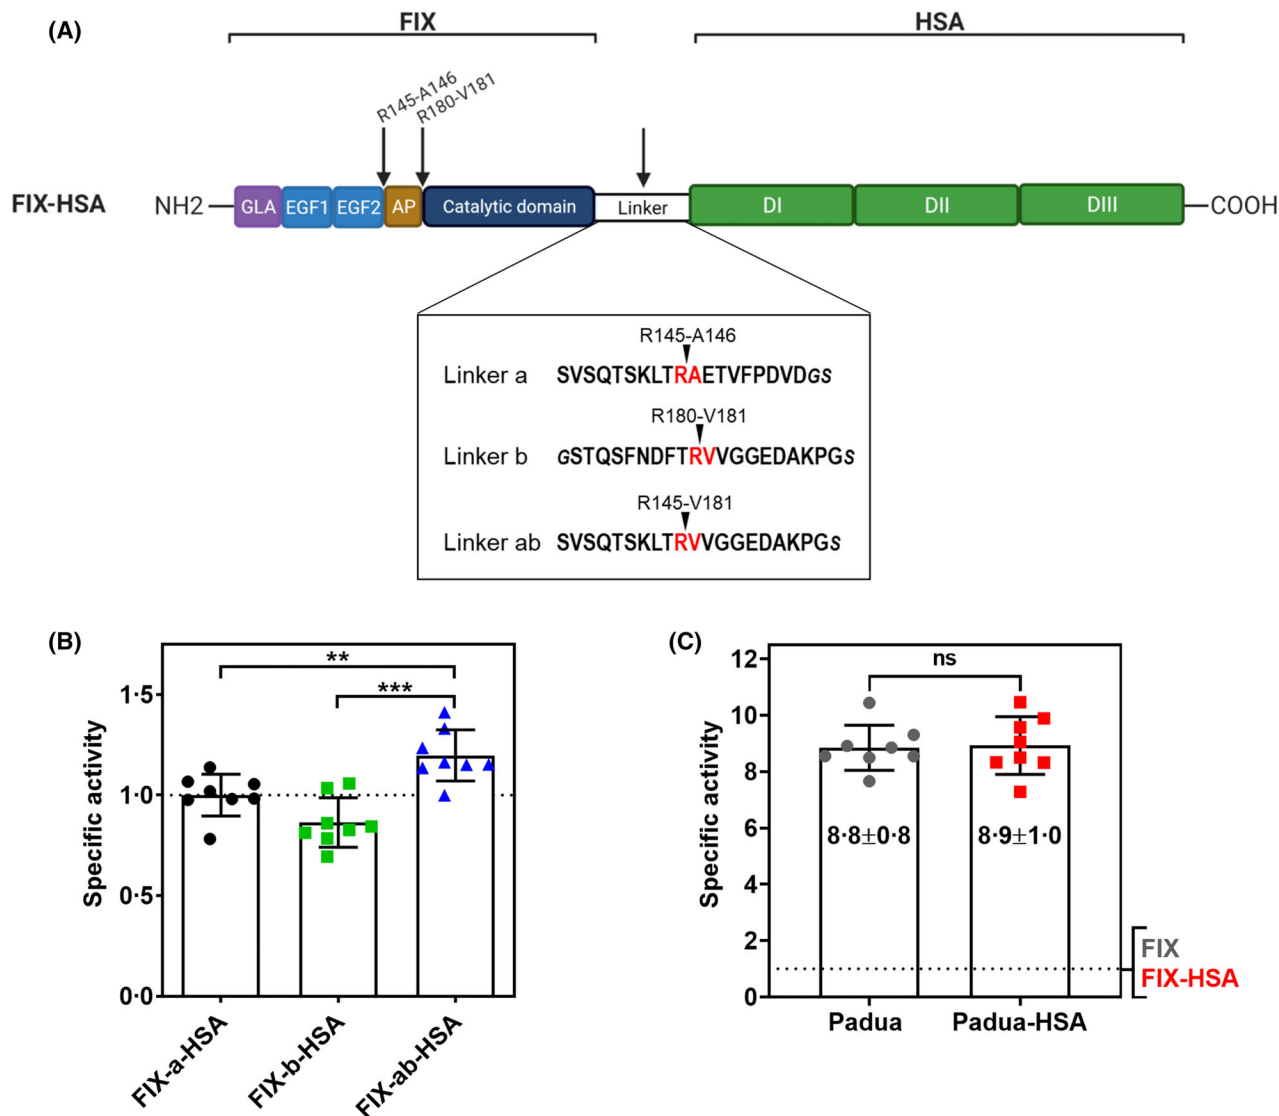 (A)
FIX
HSA
R145-A146
R180-V181
FIX-HSA
NH2
GLA
EGF1
EGF2
AP
Catalytic domain
Linker
DI
DII
DIII
COOH
R145-A146
Linker a SVSQTSKLTRAETVFPDVDGS
R180-V181
Linker b GSTQSFNDFTRVVGGEDAKPGS
R145-V181
Linker ab SVSQTSKLTRVVGGEDAKPGS
(B)
Specific activity
1·5
1·0
0·5
0·0
**
***
FIX-a-HSA
FIX-b-HSA
FIX-ab-HSA
(C)
Specific activity
12
10
8
6
4
2
0
ns
8·8±0·8
8·9±1·0
FIX
FIX-HSA
Padua
Padua-HSA